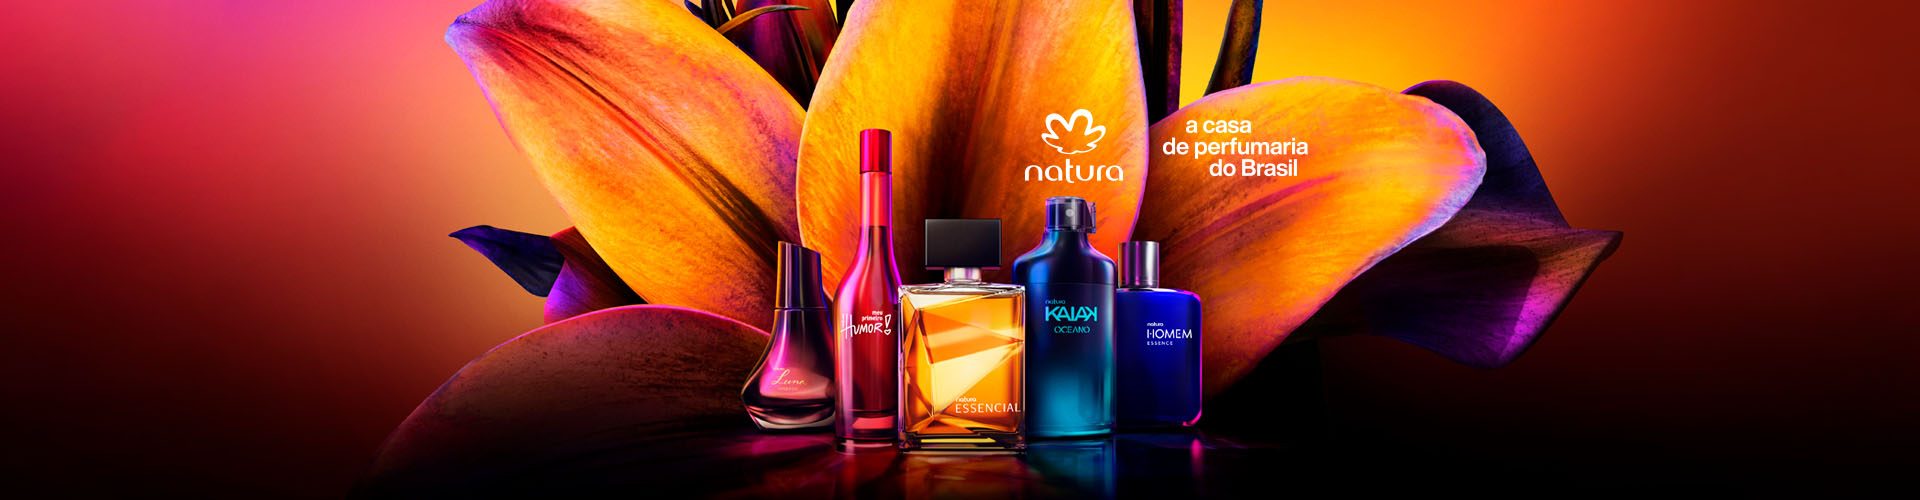 natura
a casa
de perfumaria
do Brasil
Luna
meu
primeiro
HUMOR!
natura
ESSENCIAL
natura
KAIAK
OCEANO
natura
HOMEM
ESSENCE